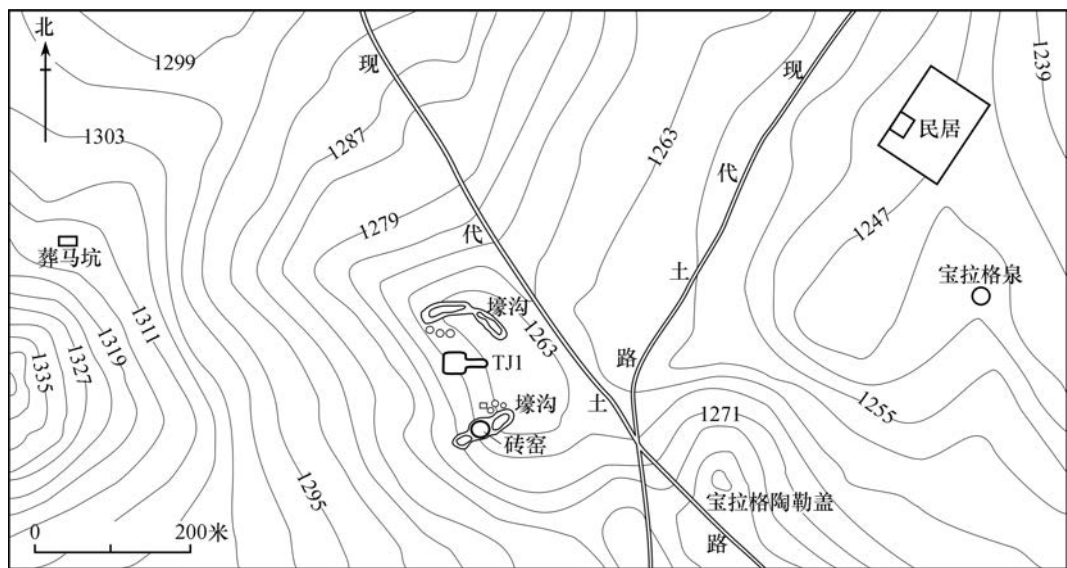 北
1299
现
现
1239
1303
1287
1263
民居
代
1279
代
1247
葬马坑
土
宝拉格泉
壕沟
1311
1263
1319
TJ1
路
1327
1335
壕沟
土
1255
1271
砖窑
1295
宝拉格陶勒盖
0
200米
路